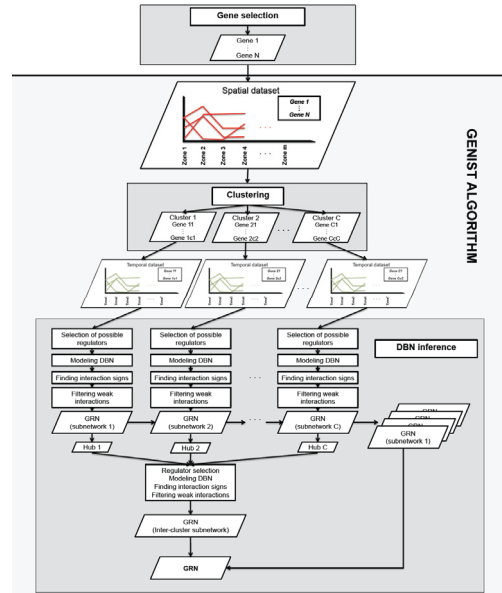 Gene selection
Gene 1
Gene N
GENIST ALGORITHM
Spatial dataset
Gene 1
Gene N
Zone 1
Zone 2
Zone 3
Zone 4
Zone m
Clustering
Cluster 1
Gene 11
Gene 1c1
Cluster 2
Gene 21
Gene 2c2
Cluster C
Gene C1
Gene CcC
Temporal dataset
Temporal dataset
Temporal dataset
DBN inference
Selection of possible
regulators
Modeling DBN
Finding interaction signs
Filtering weak
interactions
GRN
(subnetwork 1)
Hub 1
Selection of possible
regulators
Modeling DBN
Finding interaction signs
Filtering weak
interactions
GRN
(subnetwork 2)
Hub 2
Selection of possible
regulators
Modeling DBN
Finding interaction signs
Filtering weak
interactions
GRN
(subnetwork C)
Hub C
GRN
(subnetwork 1)
Regulator selection
Modeling DBN
Finding interaction signs
Filtering weak interactions
GRN
(Inter-cluster subnetwork)
GRN